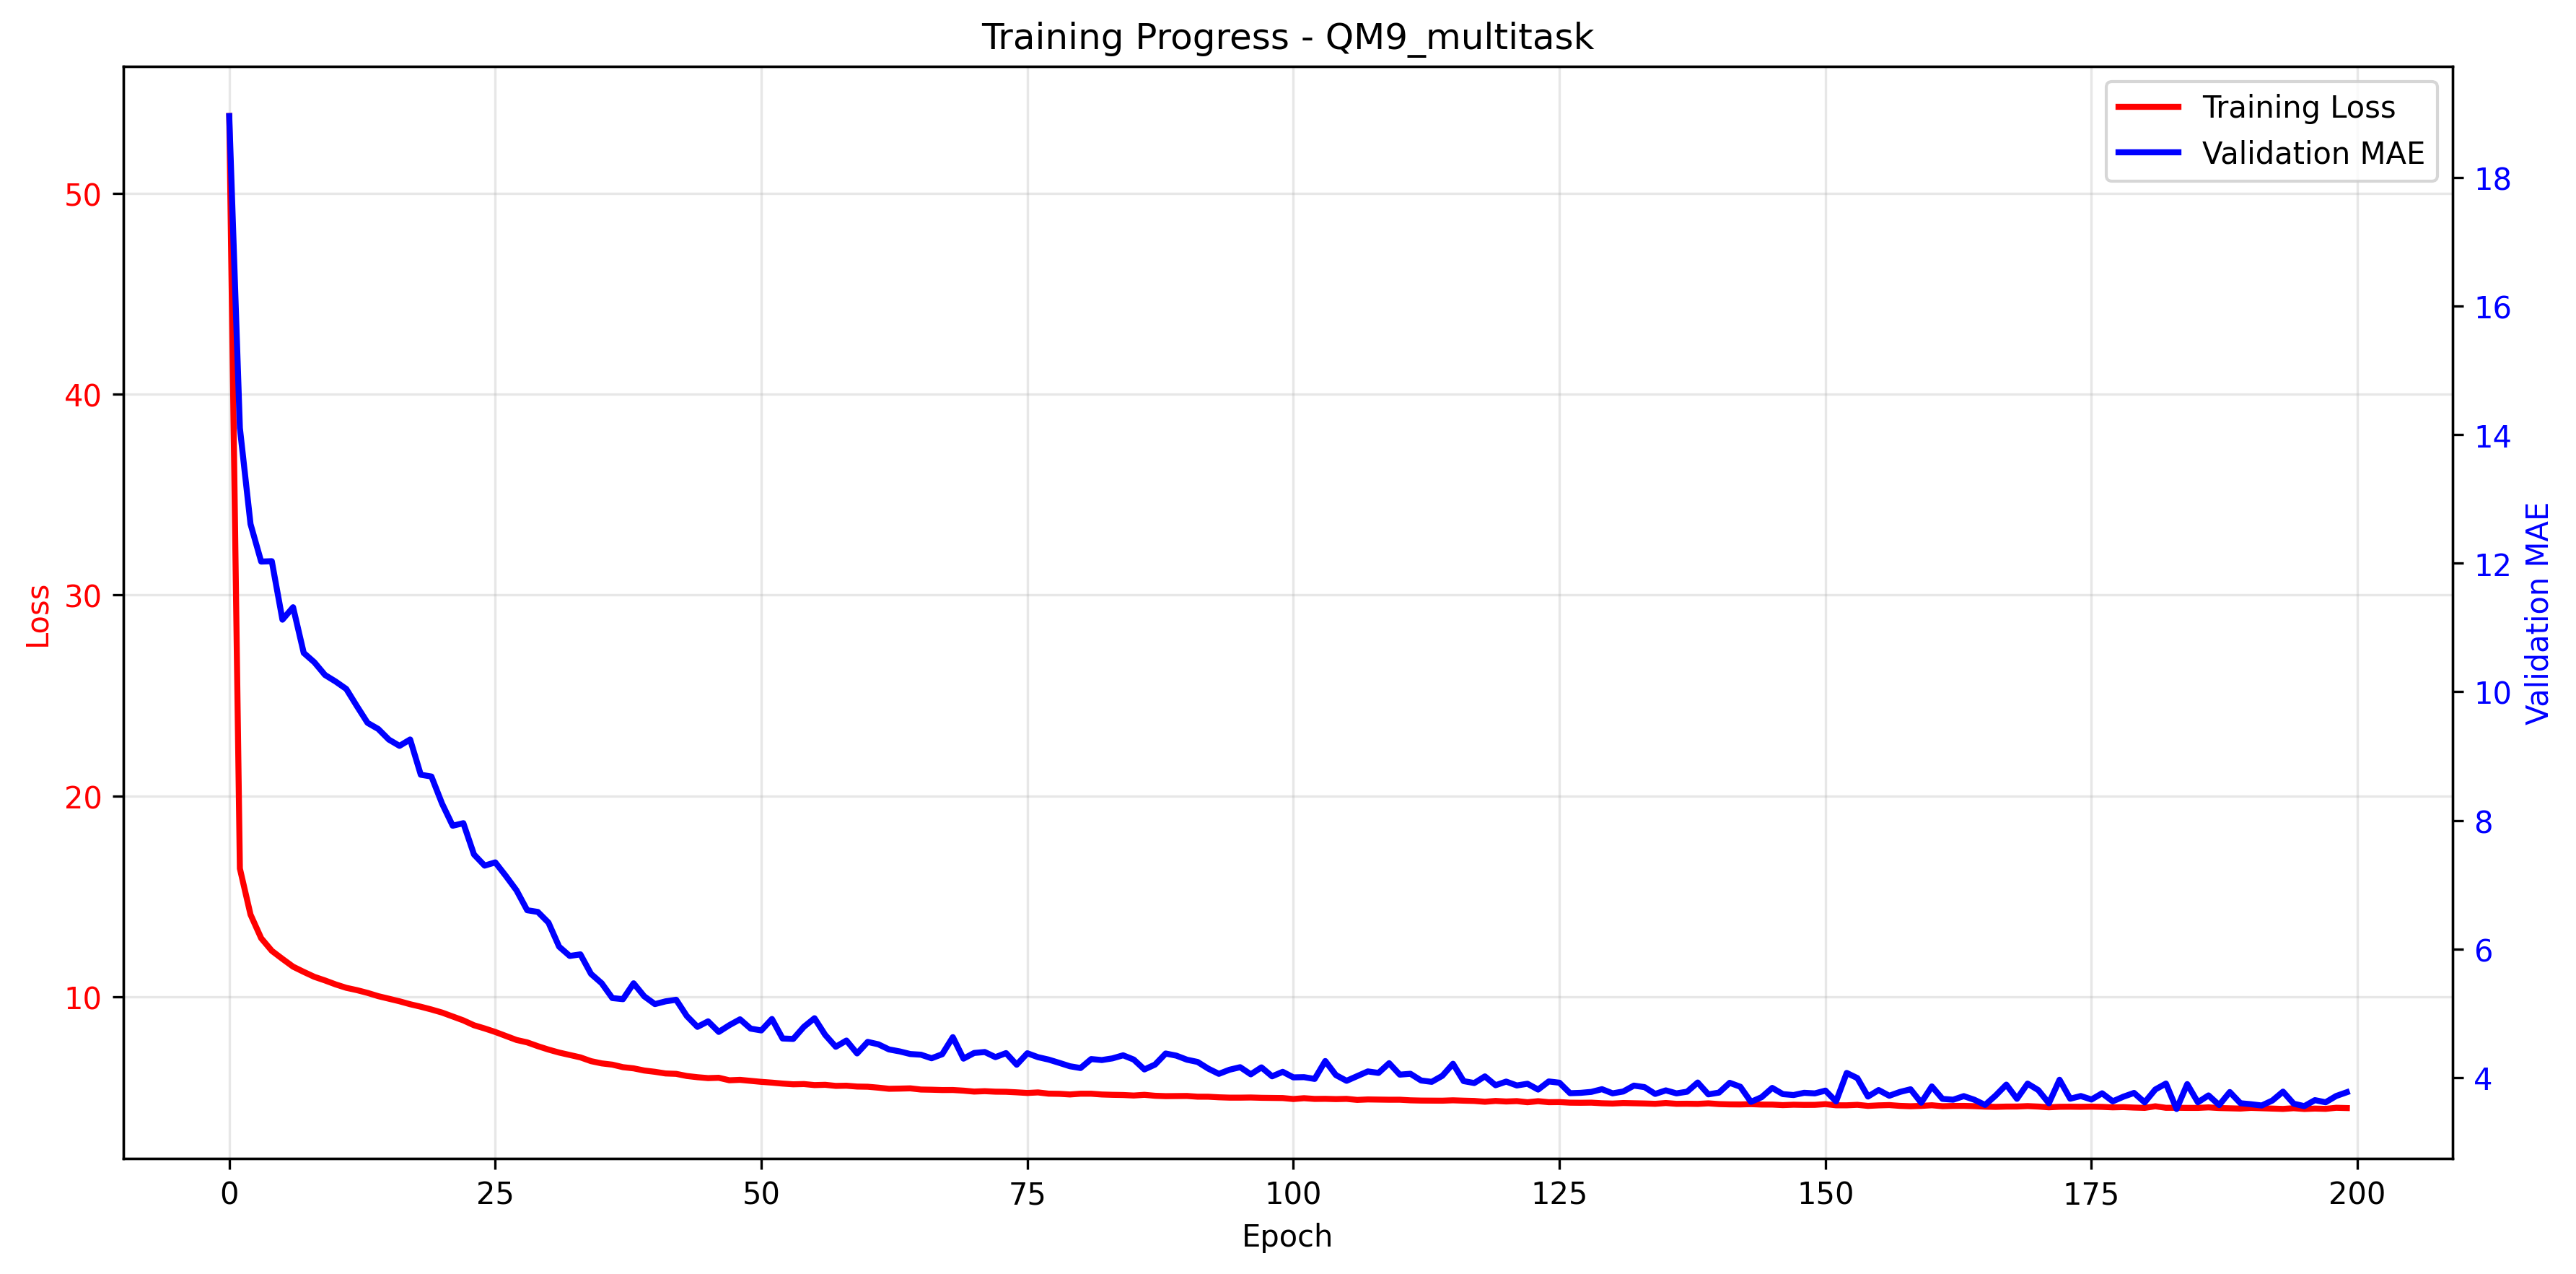 Training Progress - QM9_multitask
Training Loss
Validation MAE
50
40
30
20
10
Loss
18
16
14
12
10
8
6
4
Validation MAE
0 25 50 75 100 125 150 175 200
Epoch